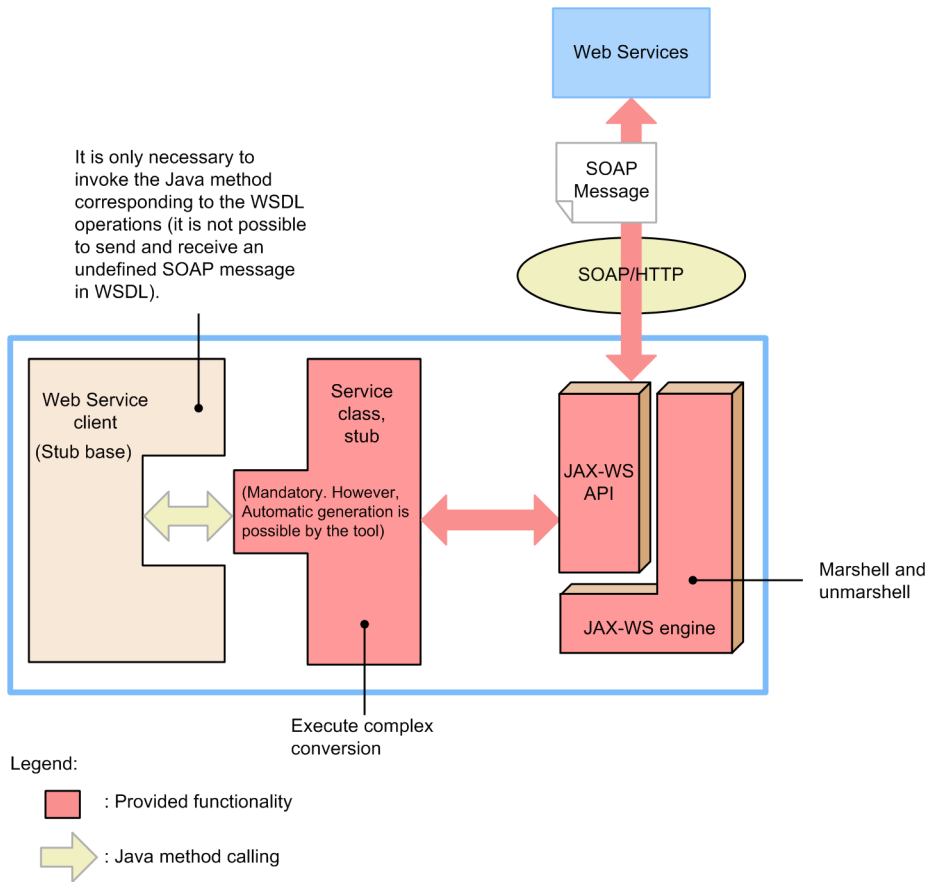 Web Services
SOAP
Message
SOAP/HTTP
It is only necessary to
invoke the Java method
corresponding to the WSDL
operations (it is not possible
to send and receive an
undefined SOAP message
in WSDL).
Web Service
client
(Stub base)
Service
class,
stub
(Mandatory. However,
Automatic generation is
possible by the tool)
JAX-WS
API
JAX-WS engine
Marshell and
unmarshell
Execute complex
conversion
Legend:
: Provided functionality
: Java method calling